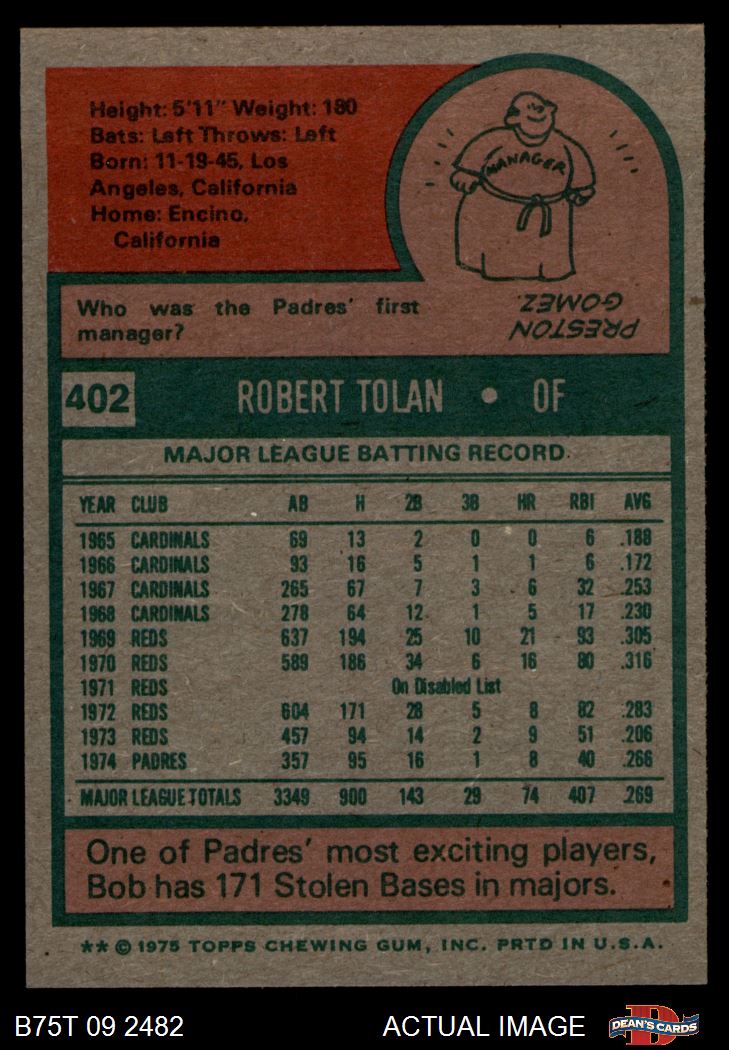 Height: 5'11" Weight: 180
Bats: Left Throws: Left
Born: 11-19-45, Los
Angeles, California
Home: Encino,
California
MANAGER
Who was the Padres' first
manager?
PRESTON
GOMEZ.
402 ROBERT TOLAN • OF
MAJOR LEAGUE BATTING RECORD
YEAR CLUB AB H 2B 3B HR RBI AVG
1965 CARDINALS 69 13 2 0 0 6 .188
1966 CARDINALS 93 16 5 1 1 6 .172
1967 CARDINALS 265 67 7 3 6 32 .253
1968 CARDINALS 278 64 12 1 5 17 .230
1969 REDS 637 194 25 10 21 93 .305
1970 REDS 589 186 34 6 16 80 .316
1971 REDS On Disabled List
1972 REDS 604 171 28 5 8 82 .283
1973 REDS 457 94 14 2 9 51 .206
1974 PADRES 357 95 16 1 8 40 .266
MAJOR LEAGUE TOTALS 3349 900 143 29 74 407 .269
One of Padres' most exciting players,
Bob has 171 Stolen Bases in majors.
** © 1975 TOPPS CHEWING GUM, INC. PRTD IN U.S.A.
B75T 09 2482 ACTUAL IMAGE D DEAN'S CARDS